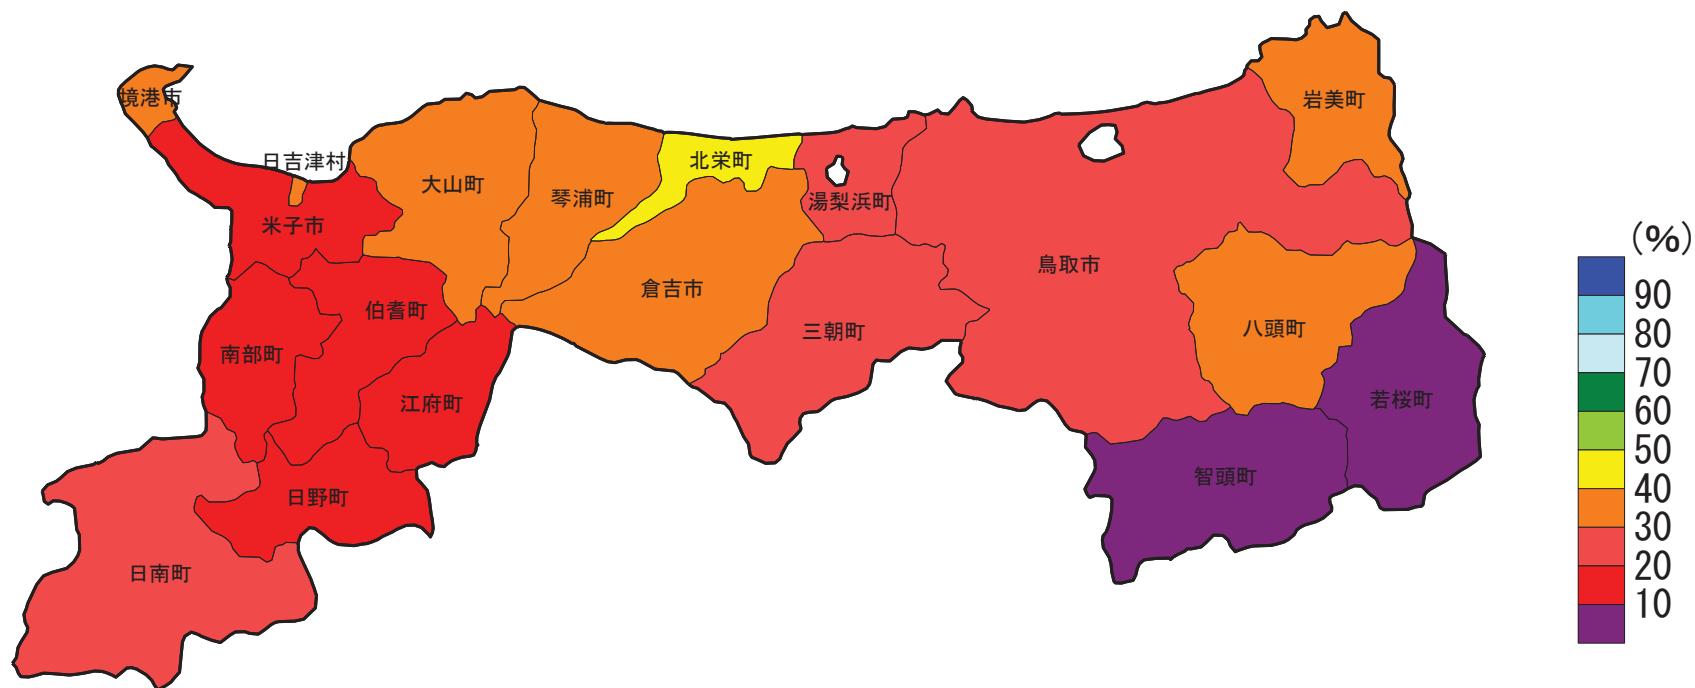 境港市
日吉津村
米子市
大山町
琴浦町
北栄町
湯梨浜町
岩美町
鳥取市
倉吉市
伯耆町
南部町
三朝町
八頭町
江府町
若桜町
智頭町
日野町
日南町
(%)
90
80
70
60
50
40
30
20
10